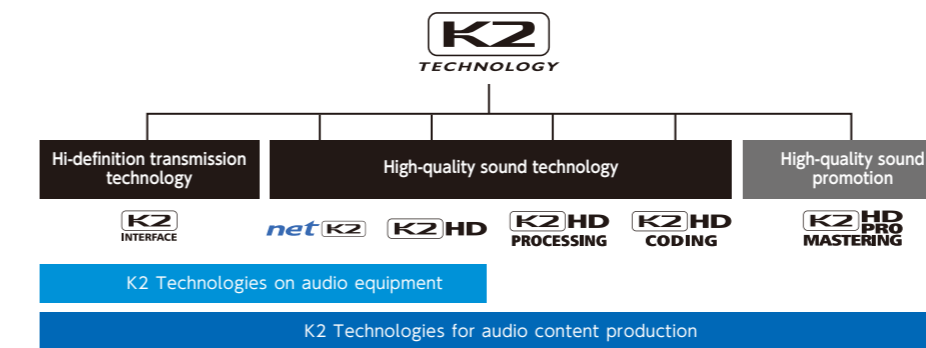 K2
TECHNOLOGY
Hi-definition transmission
technology
High-quality sound technology
High-quality sound
promotion
K2
INTERFACE
net K2
K2 HD
K2 HD
PROCESSING
K2 HD
CODING
K2 HD
PRO
MASTERING
K2 Technologies on audio equipment
K2 Technologies for audio content production